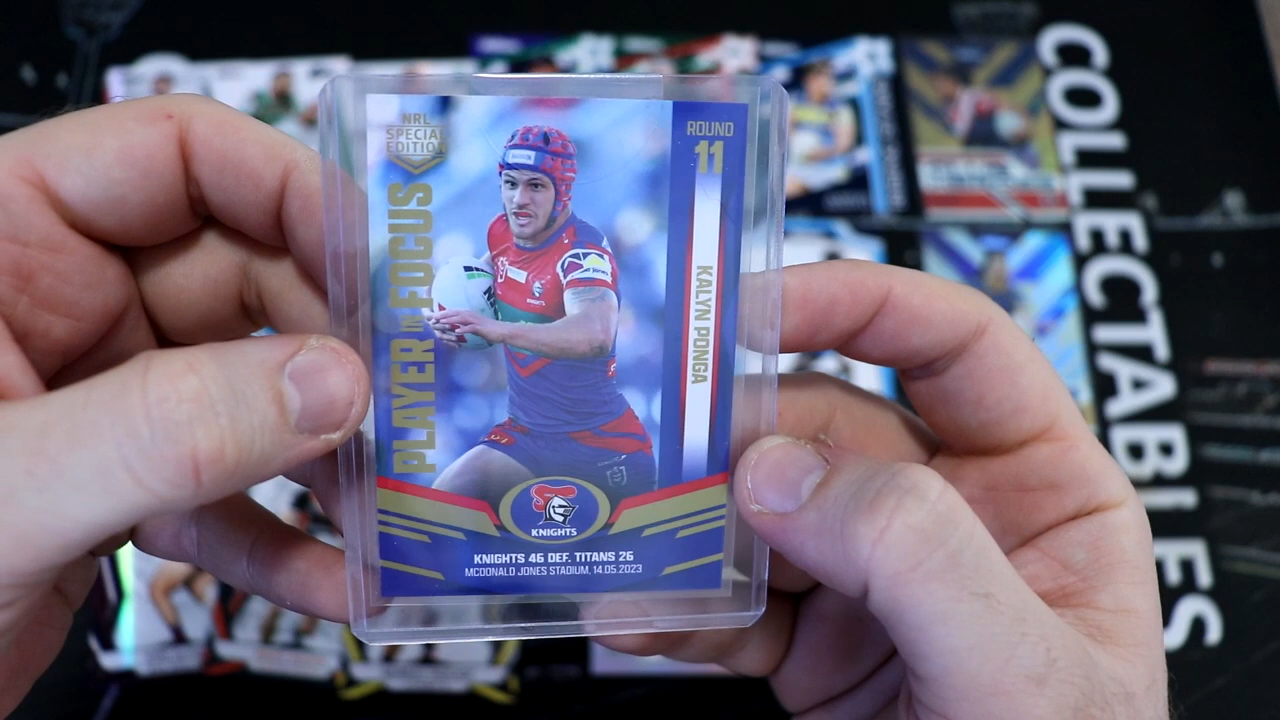 NRL
SPECIAL
EDITION
PLAYER IN FOCUS
ROUND
11
KALYN PONGA
KNIGHTS
KNIGHTS
KNIGHTS 46 DEF. TITANS 26
MCDONALD JONES STADIUM, 14.05.2023
COLLECTABLES